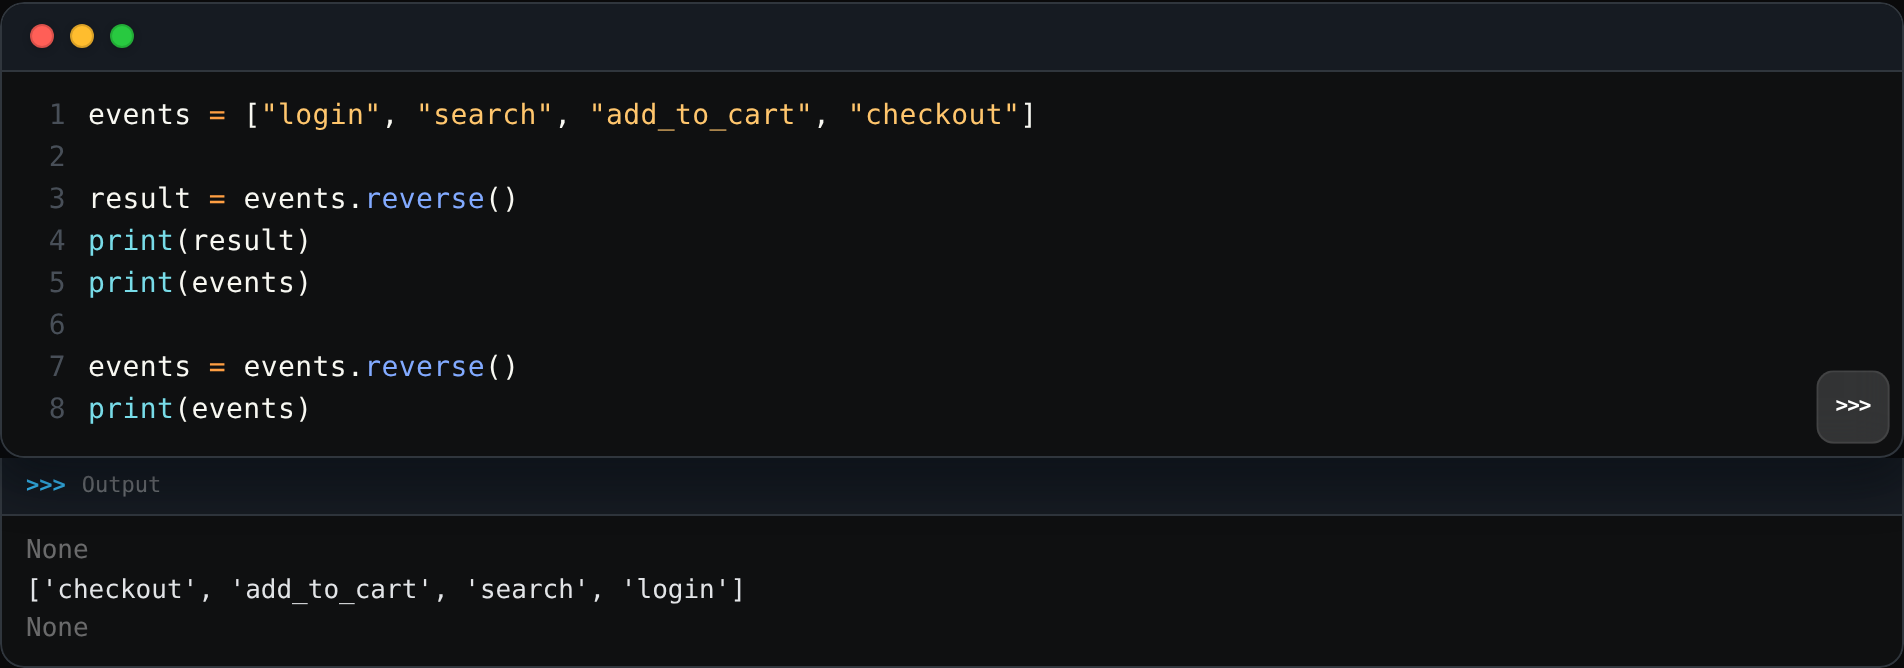 1 events = ["login", "search", "add_to_cart", "checkout"]
2
3 result = events.reverse()
4 print(result)
5 print(events)
6
7 events = events.reverse()
8 print(events)
>>>
>>> Output
None
['checkout', 'add_to_cart', 'search', 'login']
None